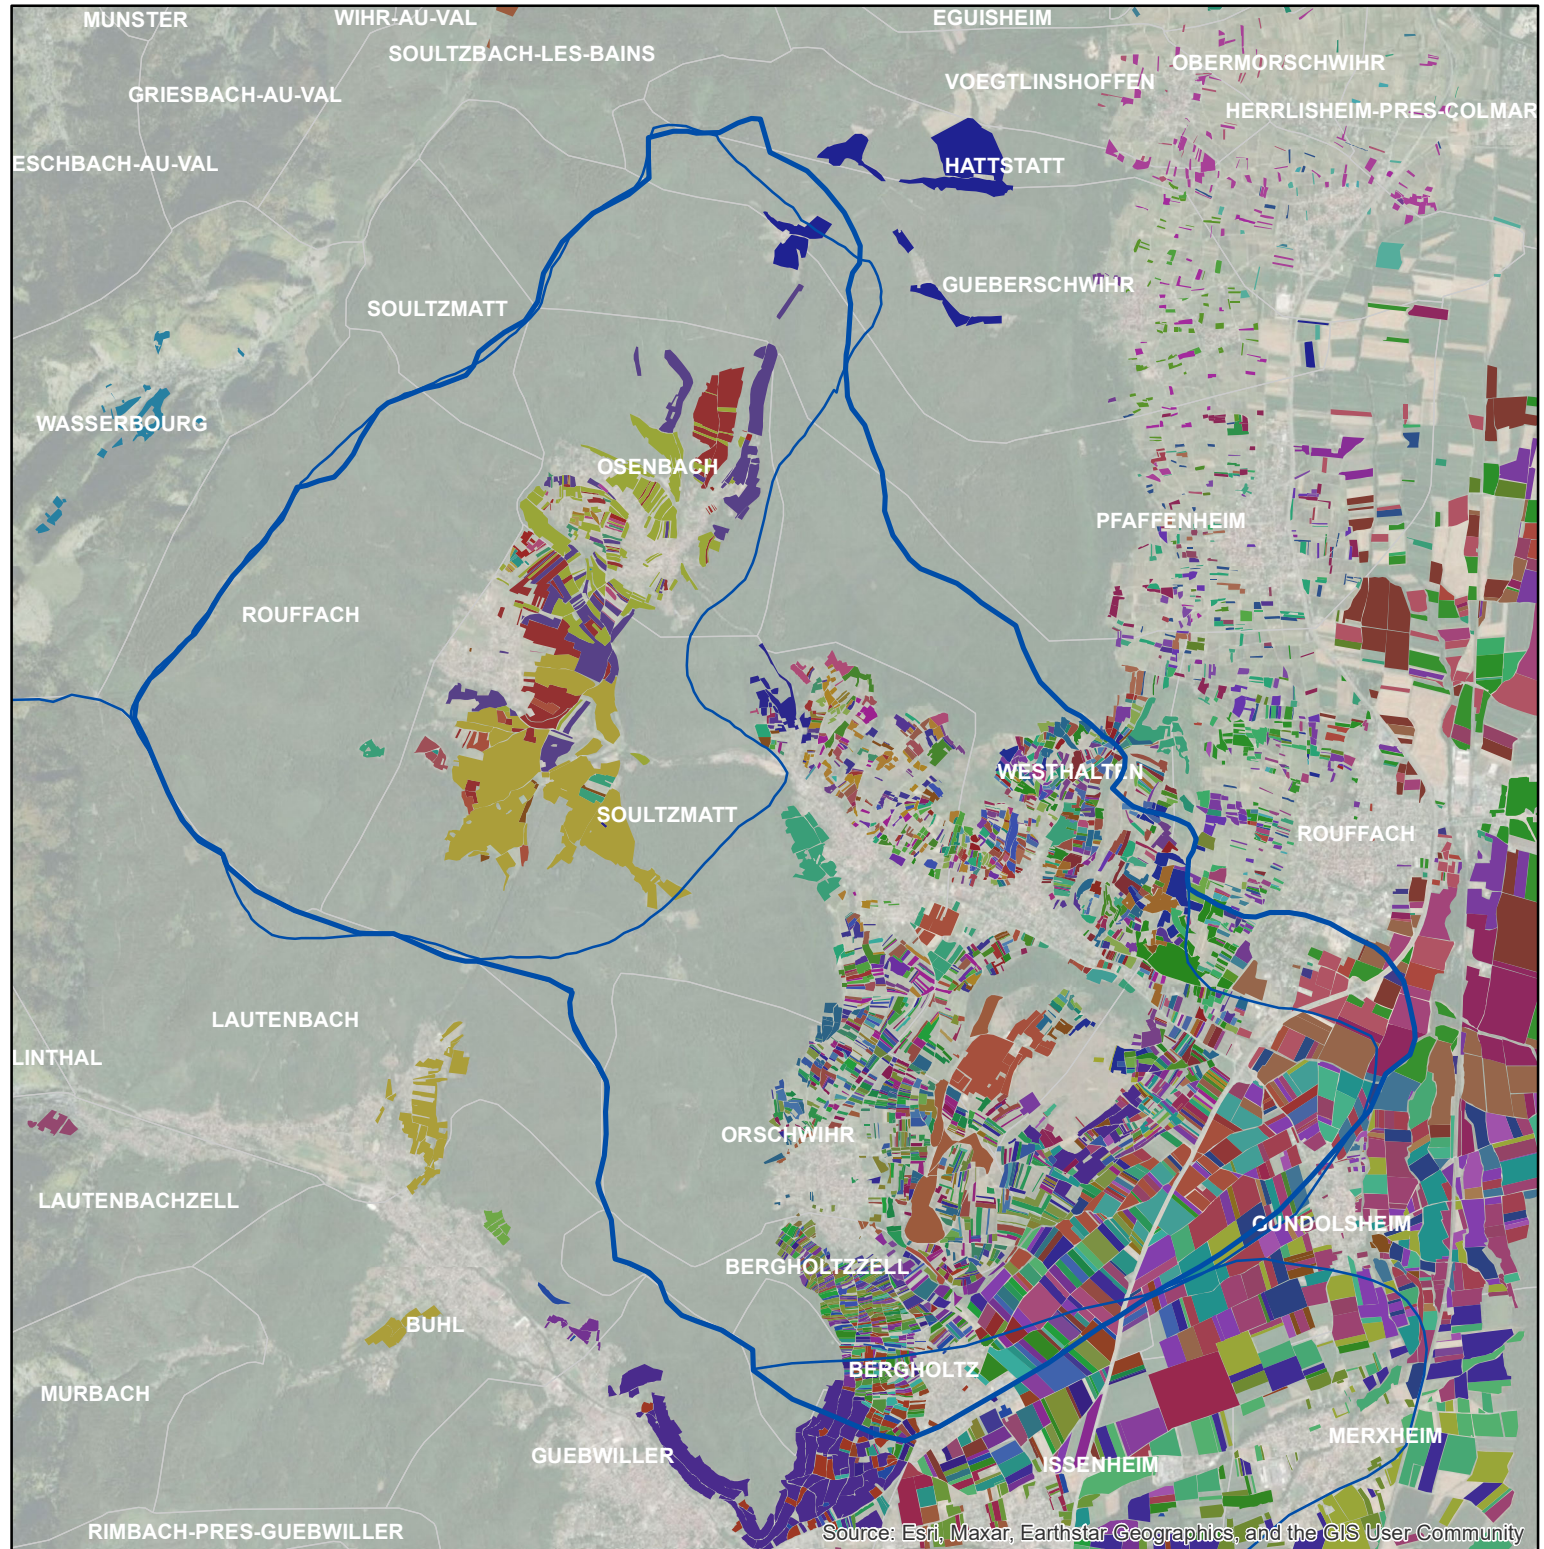 MUNSTER
WIHR-AU-VAL
EGUISHEIM
SOULTZBACH-LES-BAINS
OBERMORSCHWIHR
VOEGTLINSHOFFEN
GRIESBACH-AU-VAL
HERRLISHEIM-PRES-COLMAR
ESCHBACH-AU-VAL
HATTSTATT
GUEBERSCHWIHR
SOULTZMATT
WASSERBOURG
OSENBACH
PFAFFENHEIM
ROUFFACH
WESTHALTEN
SOULTZMATT
ROUFFACH
LAUTENBACH
LINTHAL
ORSCHWIHR
LAUTENBACHZELL
GUNDOLSHEIM
BERGHOLTZZELL
BUHL
BERGHOLTZ
MURBACH
MERXHEIM
GUEBWILLER
ISSENHEIM
RIMBACH-PRES-GUEBWILLER
Source: Esri, Maxar, Earthstar Geographics, and the GIS User Community